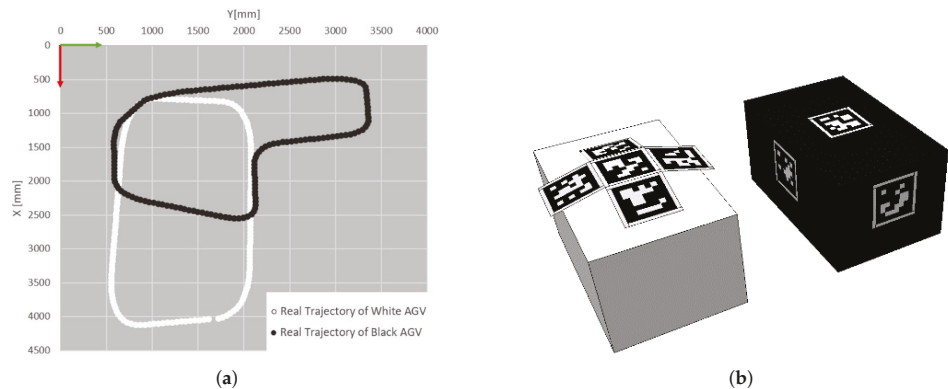 Y[mm]
0 500 1000 1500 2000 2500 3000 3500 4000
0
500
1000
1500
2000
2500
3000
3500
4000
4500
X [mm]
Real Trajectory of White AGV
Real Trajectory of Black AGV
(a)
(b)